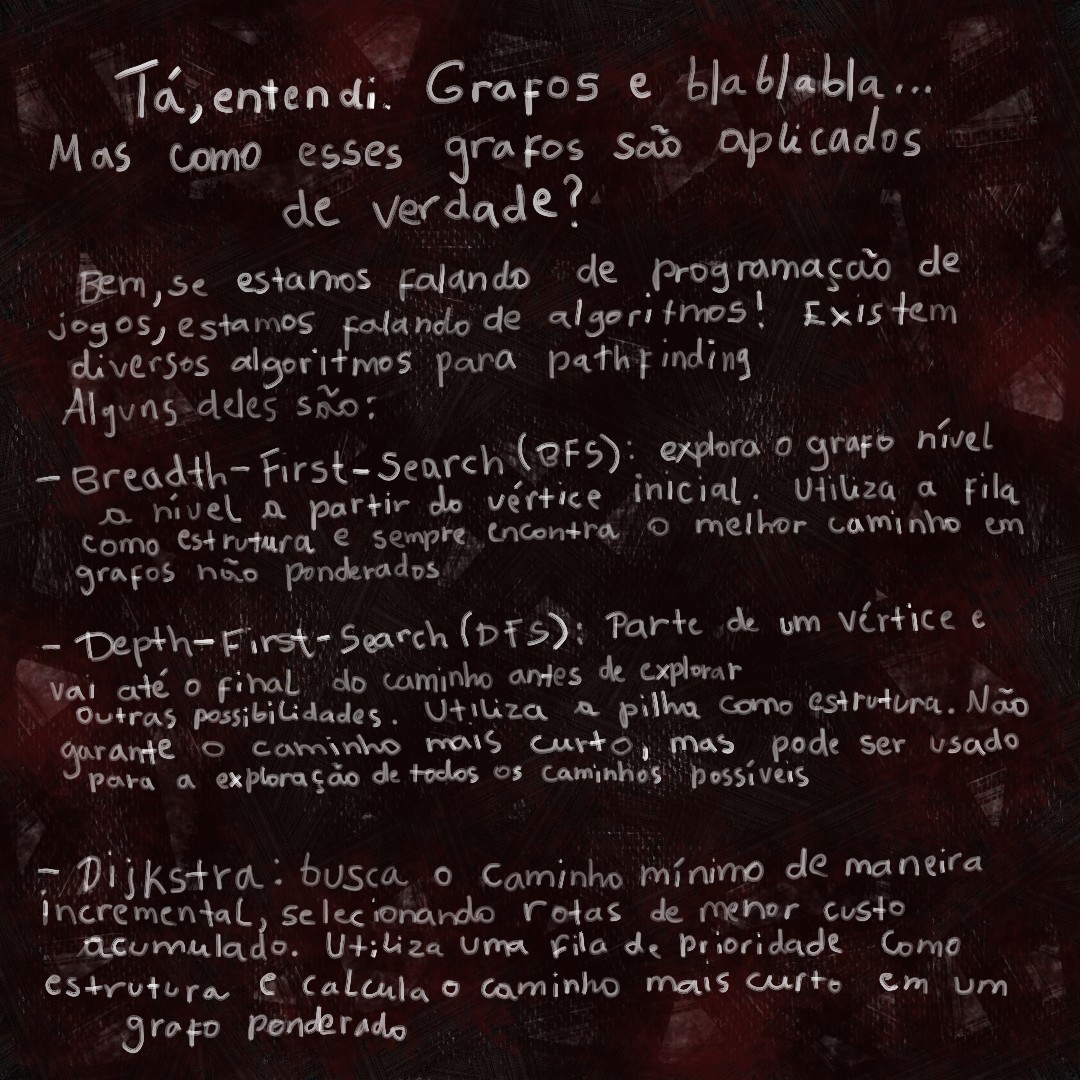 Tá, entendi. Grafos e blablabla...
Mas como esses grafos são aplicados
de verdade?
Bem, se estamos falando de programação de
jogos, estamos falando de algoritmos! Existem
diversos algoritmos para pathfinding
Alguns deles são:
- Breadth-First-Search (BFS): explora o grafo nível
a nível a partir do vértice inicial. Utiliza a fila
como estrutura e sempre encontra o melhor caminho em
grafos não ponderados
- Depth-First-Search (DFS): Parte de um vértice e
vai até o final do caminho antes de explorar
outras possibilidades. Utiliza a pilha como estrutura. Não
garante o caminho mais curto, mas pode ser usado
para a exploração de todos os caminhos possíveis
- Dijkstra: busca o caminho mínimo de maneira
incremental, selecionando rotas de menor custo
acumulado. Utiliza uma fila de prioridade como
estrutura e calcula o caminho mais curto em um
grafo ponderado